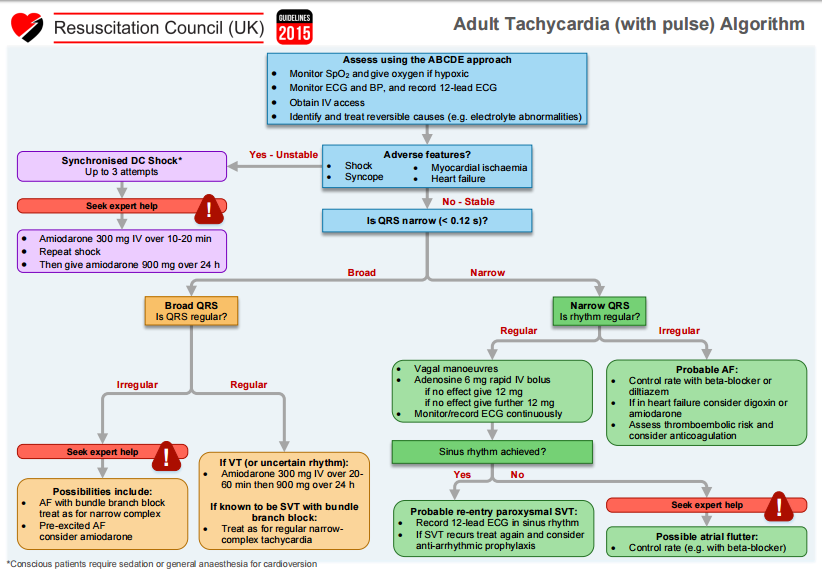 Resuscitation Council (UK)
GUIDELINES
2015
Adult Tachycardia (with pulse) Algorithm
Assess using the ABCDE approach
● Monitor SpO₂ and give oxygen if hypoxic
● Monitor ECG and BP, and record 12-lead ECG
● Obtain IV access
● Identify and treat reversible causes (e.g. electrolyte abnormalities)
Adverse features?
● Shock
● Syncope
● Myocardial ischaemia
● Heart failure
Yes - Unstable
Synchronised DC Shock*
Up to 3 attempts
Seek expert help
!
● Amiodarone 300 mg IV over 10-20 min
● Repeat shock
● Then give amiodarone 900 mg over 24 h
No - Stable
Is QRS narrow (< 0.12 s)?
Broad
Narrow
Broad QRS
Is QRS regular?
Irregular
Regular
Seek expert help
!
Possibilities include:
● AF with bundle branch block
treat as for narrow complex
● Pre-excited AF
consider amiodarone
If VT (or uncertain rhythm):
● Amiodarone 300 mg IV over 20-
60 min then 900 mg over 24 h
If known to be SVT with bundle
branch block:
● Treat as for regular narrow-
complex tachycardia
Narrow QRS
Is rhythm regular?
Regular
Irregular
● Vagal manoeuvres
● Adenosine 6 mg rapid IV bolus
if no effect give 12 mg
if no effect give further 12 mg
● Monitor/record ECG continuously
Probable AF:
● Control rate with beta-blocker or
diltiazem
● If in heart failure consider digoxin or
amiodarone
● Assess thromboembolic risk and
consider anticoagulation
Sinus rhythm achieved?
Yes
No
Probable re-entry paroxysmal SVT:
● Record 12-lead ECG in sinus rhythm
● If SVT recurs treat again and consider
anti-arrhythmic prophylaxis
Seek expert help
!
Possible atrial flutter:
● Control rate (e.g. with beta-blocker)
*Conscious patients require sedation or general anaesthesia for cardioversion